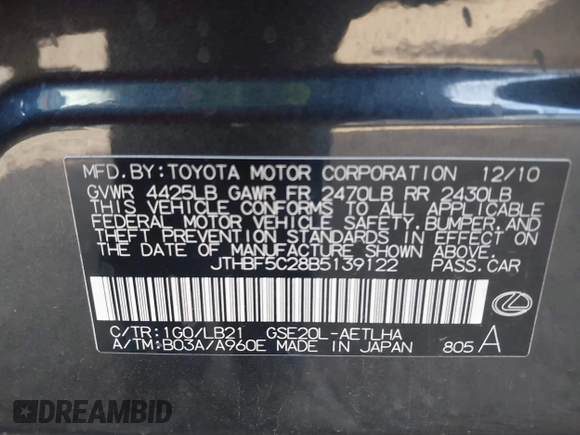 MFD. BY: TOYOTA MOTOR CORPORATION 12/10
GVWR 4425LB GAWR FR 2470LB RR 2430LB
THIS VEHICLE CONFORMS TO ALL APPLICABLE
FEDERAL MOTOR VEHICLE SAFETY, BUMPER, AND
THEFT PREVENTION STANDARDS IN EFFECT ON
THE DATE OF MANUFACTURE SHOWN ABOVE.
JTHBF5C28B5139122 PASS. CAR
C/TR: 1G0/LB21 GSE20L-AETLHA
A/TM: B03A/A960E MADE IN JAPAN 805 A
DREAMBID